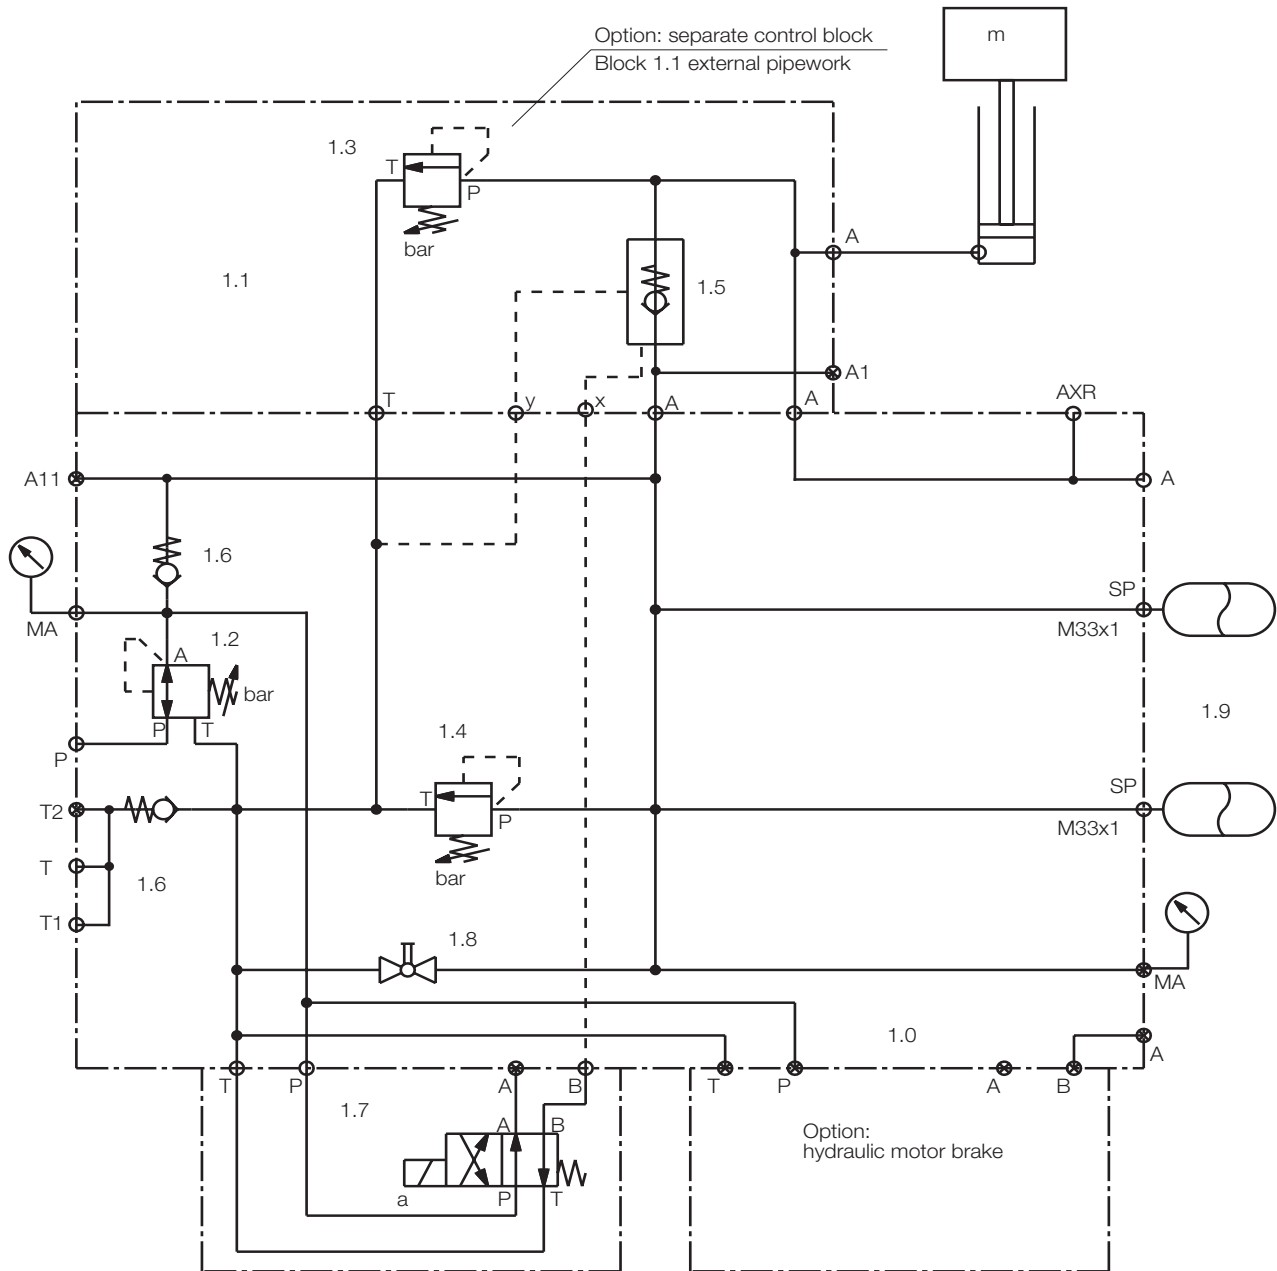 m
Option: separate control block
Block 1.1 external pipework
1.3
T
P
bar
1.1
A
1.5
A1
T
y
x
A
A
AXR
A11
A
1.6
MA
SP
M33x1
1.2
A
bar
P
T
P
1.9
1.4
T
P
bar
T2
SP
M33x1
T
1.6
T1
1.8
MA
1.0
A
T
P
A
B
T
P
A
B
1.7
A
B
P
T
a
Option:
hydraulic motor brake